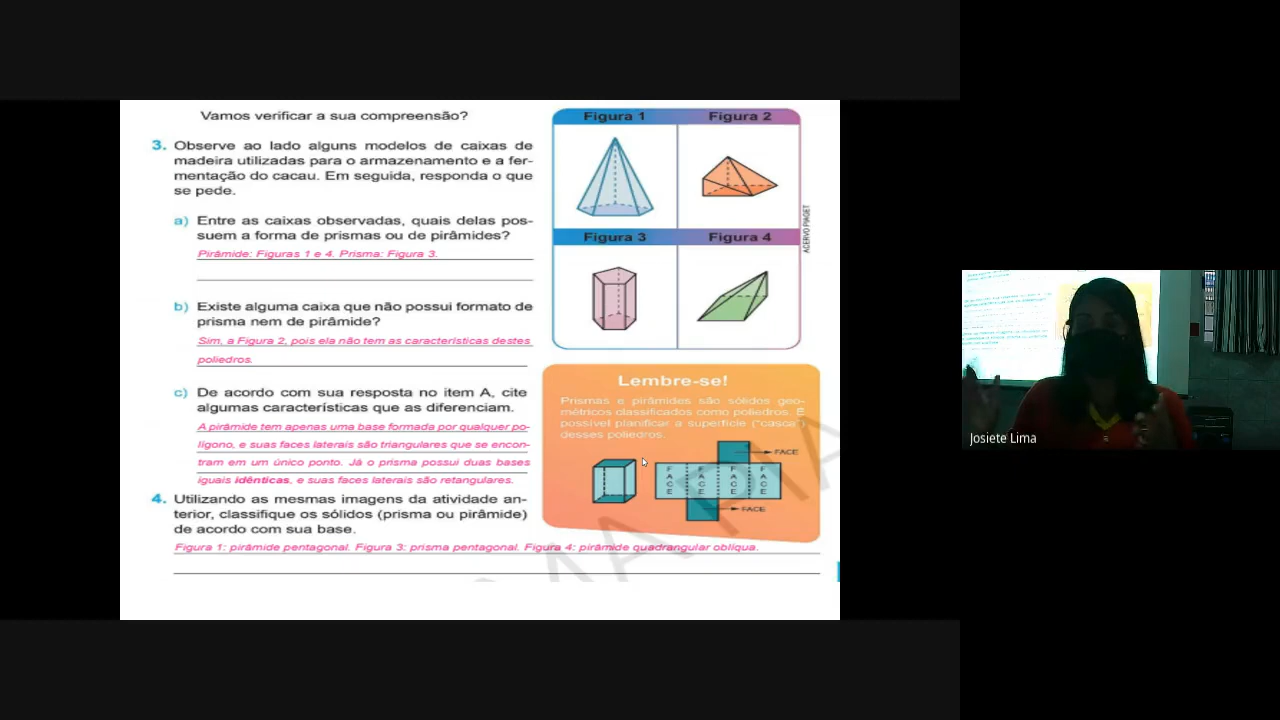 Vamos verificar a sua compreensão?
3. Observe ao lado alguns modelos de caixas de
madeira utilizadas para o armazenamento e a fer-
mentação do cacau. Em seguida, responda o que
se pede.
a) Entre as caixas observadas, quais delas pos-
suem a forma de prismas ou de pirâmides?
Pirâmide: Figuras 1 e 4. Prisma: Figura 3.
b) Existe alguma caixa que não possui formato de
prisma nem de pirâmide?
Sim, a Figura 2, pois ela não tem as características destes
poliedros.
c) De acordo com sua resposta no item A, cite
algumas características que as diferenciam.
A pirâmide tem apenas uma base formada por qualquer po-
lígono, e suas faces laterais são triangulares que se encon-
tram em um único ponto. Já o prisma possui duas bases
iguais idênticas, e suas faces laterais são retangulares.
4. Utilizando as mesmas imagens da atividade an-
terior, classifique os sólidos (prisma ou pirâmide)
de acordo com sua base.
Figura 1: pirâmide pentagonal. Figura 3: prisma pentagonal. Figura 4: pirâmide quadrangular oblíqua.
Figura 1
Figura 2
Figura 3
Figura 4
ACERVO PIAGET
Lembre-se!
Prismas e pirâmides são sólidos geo-
métricos classificados como poliedros. É
possível planificar a superfície ("casca")
desses poliedros.
FACE
FACE
FACE
FACE
FACE
FACE
MA PIA
Josiete Lima